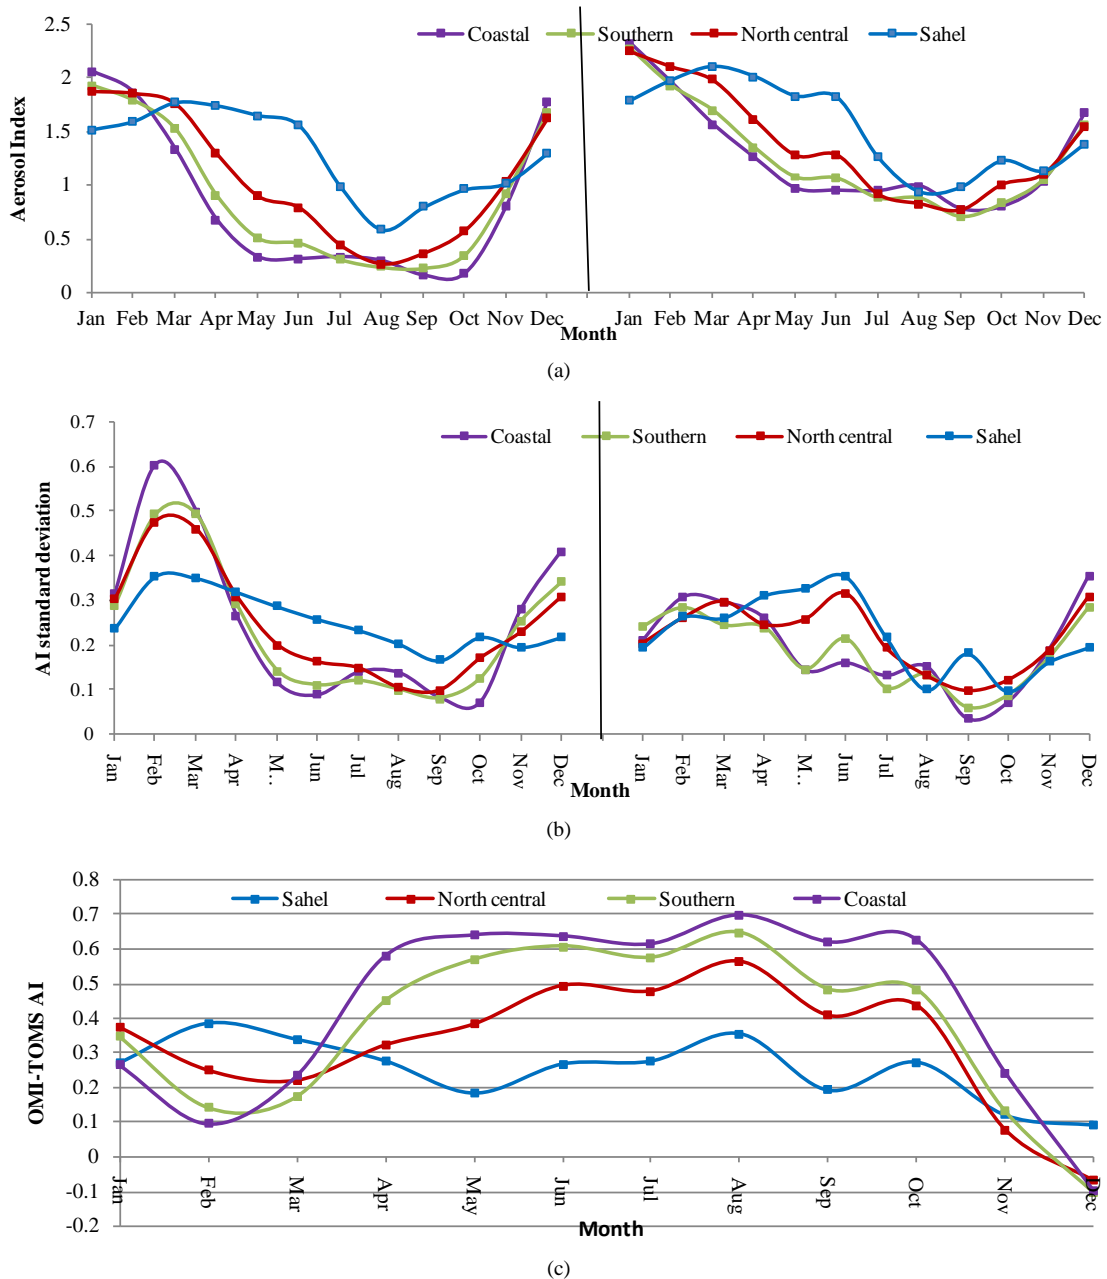 2.5
Coastal Southern North central Sahel
2
1.5
1
0.5
0
Aerosol Index
Jan Feb Mar Apr May Jun Jul Aug Sep Oct Nov Dec Jan Feb Mar Apr May Jun Jul Aug Sep Oct Nov Dec
Month
(a)
0.7
Coastal Southern North central Sahel
0.6
0.5
0.4
0.3
0.2
0.1
0
AI standard deviation
Jan Feb Mar Apr M.. Jun Jul Aug Sep Oct Nov Dec Jan Feb Mar Apr M.. Jun Jul Aug Sep Oct Nov Dec
Month
(b)
0.8
Sahel North central Southern Coastal
0.7
0.6
0.5
0.4
0.3
0.2
0.1
0
-0.1
-0.2
OMI-TOMS AI
Jan Feb Mar Apr May Jun Jul Aug Sep Oct Nov Dec
Month
(c)